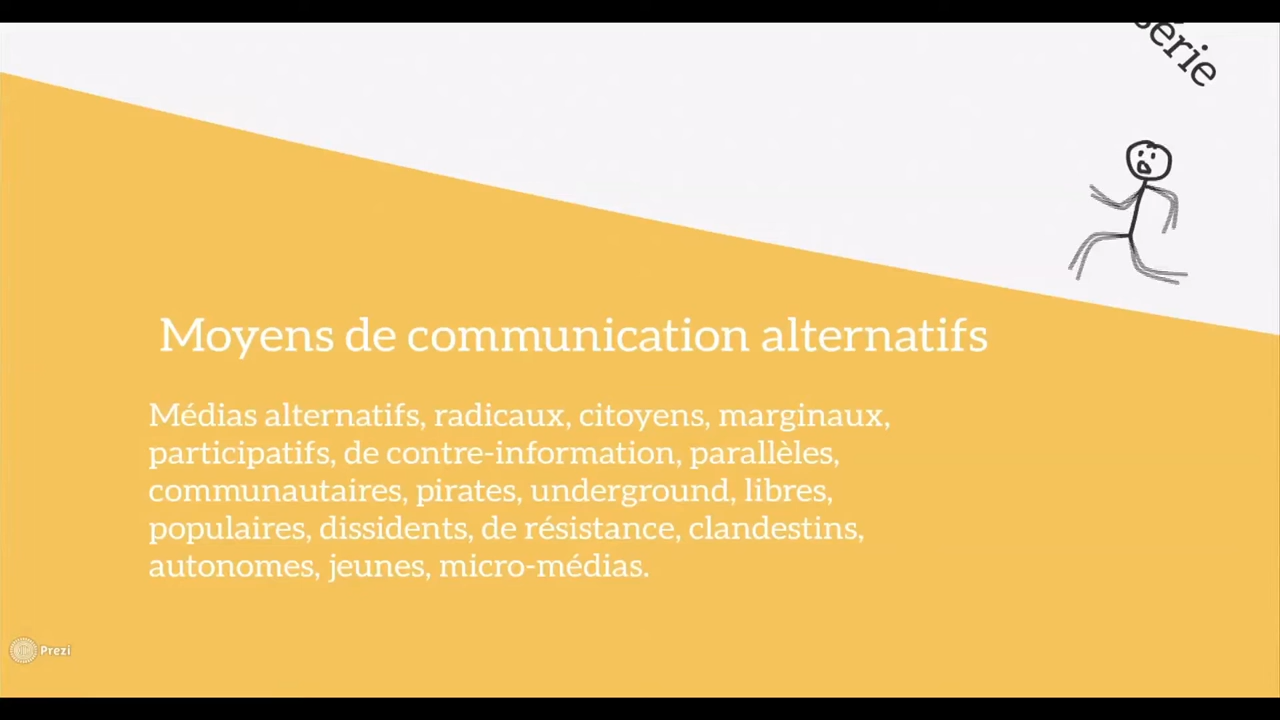 série
Moyens de communication alternatifs
Médias alternatifs, radicaux, citoyens, marginaux,
participatifs, de contre-information, parallèles,
communautaires, pirates, underground, libres,
populaires, dissidents, de résistance, clandestins,
autonomes, jeunes, micro-médias.
Prezi